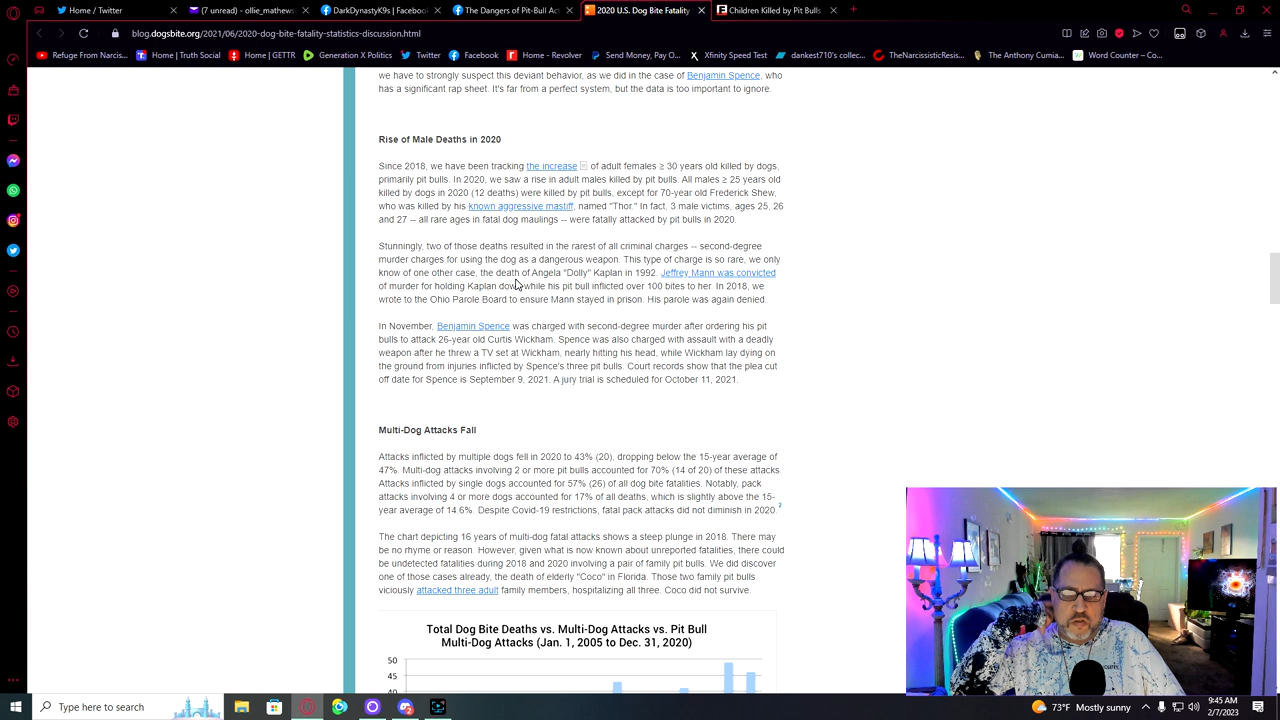 Home / Twitter
(7 unread) - ollie_mathews
DarkDynastyK9s | Facebook
The Dangers of Pit-Bull Act
2020 U.S. Dog Bite Fatality
Children Killed by Pit Bulls
blog.dogsbite.org/2021/06/2020-dog-bite-fatality-statistics-discussion.html
Refuge From Narcis...
Home | Truth Social
Home | GETTR
Generation X Politics
Twitter
Facebook
Home - Revolver
Send Money, Pay O...
Xfinity Speed Test
dankest710's collec...
TheNarcissisticResis...
The Anthony Cumia...
Word Counter – Co...
we have to strongly suspect this deviant behavior, as we did in the case of Benjamin Spence, who
has a significant rap sheet. It's far from a perfect system, but the data is too important to ignore.
Rise of Male Deaths in 2020
Since 2018, we have been tracking the increase of adult females ≥ 30 years old killed by dogs,
primarily pit bulls. In 2020, we saw a rise in adult males killed by pit bulls. All males ≥ 25 years old
killed by dogs in 2020 (12 deaths) were killed by pit bulls, except for 70-year old Frederick Shew,
who was killed by his known aggressive mastiff, named "Thor." In fact, 3 male victims, ages 25, 26
and 27 -- all rare ages in fatal dog maulings -- were fatally attacked by pit bulls in 2020.
Stunningly, two of those deaths resulted in the rarest of all criminal charges -- second-degree
murder charges for using the dog as a dangerous weapon. This type of charge is so rare, we only
know of one other case, the death of Angela "Dolly" Kaplan in 1992. Jeffrey Mann was convicted
of murder for holding Kaplan down while his pit bull inflicted over 100 bites to her. In 2018, we
wrote to the Ohio Parole Board to ensure Mann stayed in prison. His parole was again denied.
In November, Benjamin Spence was charged with second-degree murder after ordering his pit
bulls to attack 26-year old Curtis Wickham. Spence was also charged with assault with a deadly
weapon after he threw a TV set at Wickham, nearly hitting his head, while Wickham lay dying on
the ground from injuries inflicted by Spence's three pit bulls. Court records show that the plea cut
off date for Spence is September 9, 2021. A jury trial is scheduled for October 11, 2021.
Multi-Dog Attacks Fall
Attacks inflicted by multiple dogs fell in 2020 to 43% (20), dropping below the 15-year average of
47%. Multi-dog attacks involving 2 or more pit bulls accounted for 70% (14 of 20) of these attacks.
Attacks inflicted by single dogs accounted for 57% (26) of all dog bite fatalities. Notably, pack
attacks involving 4 or more dogs accounted for 17% of all deaths, which is slightly above the 15-
year average of 14.6%. Despite Covid-19 restrictions, fatal pack attacks did not diminish in 2020.2
The chart depicting 16 years of multi-dog fatal attacks shows a steep plunge in 2018. There may
be no rhyme or reason. However, given what is now known about unreported fatalities, there could
be undetected fatalities during 2018 and 2020 involving a pair of family pit bulls. We did discover
one of those cases already, the death of elderly "Coco" in Florida. Those two family pit bulls
viciously attacked three adult family members, hospitalizing all three. Coco did not survive.
Total Dog Bite Deaths vs. Multi-Dog Attacks vs. Pit Bull
Multi-Dog Attacks (Jan. 1, 2005 to Dec. 31, 2020)
50
45
40
Type here to search
73°F Mostly sunny
9:45 AM
2/7/2023